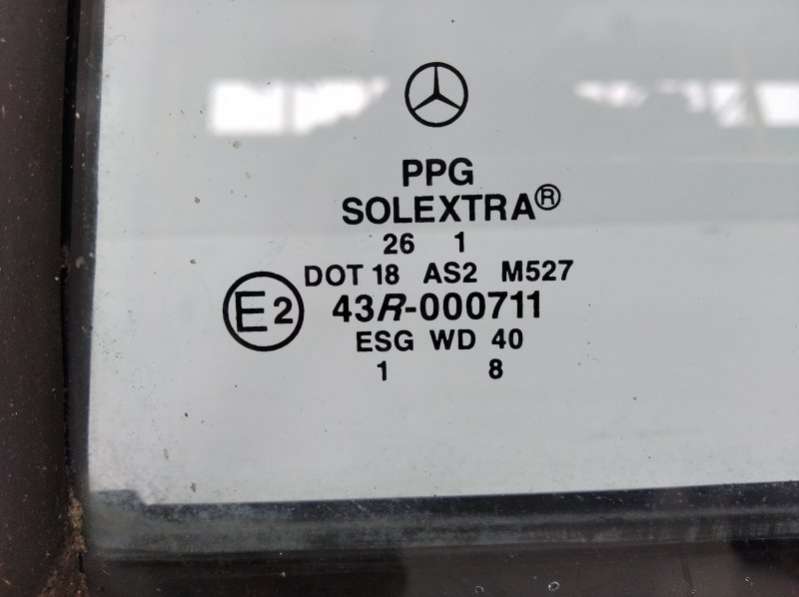 PPG
SOLEXTRA®
26 1
DOT 18 AS2 M527
E2 43R-000711
ESG WD 40
1 8